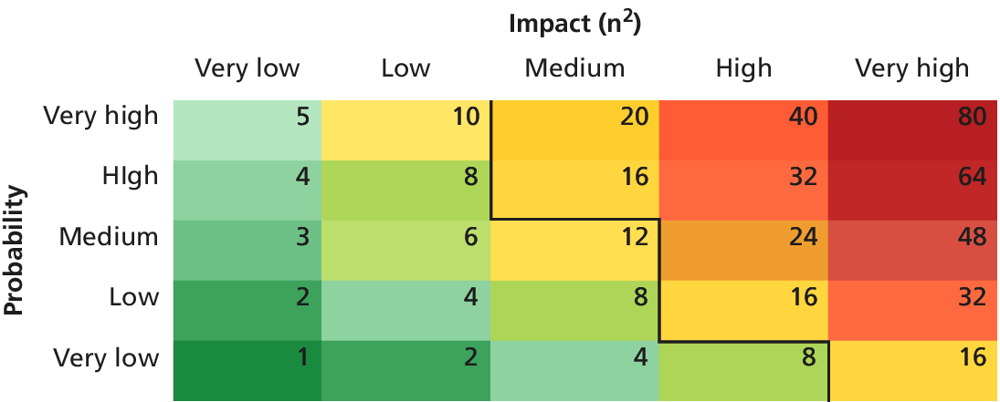 Impact (n²)
Very low Low Medium High Very high
Probability
Very high 5 10 20 40 80
HIgh 4 8 16 32 64
Medium 3 6 12 24 48
Low 2 4 8 16 32
Very low 1 2 4 8 16